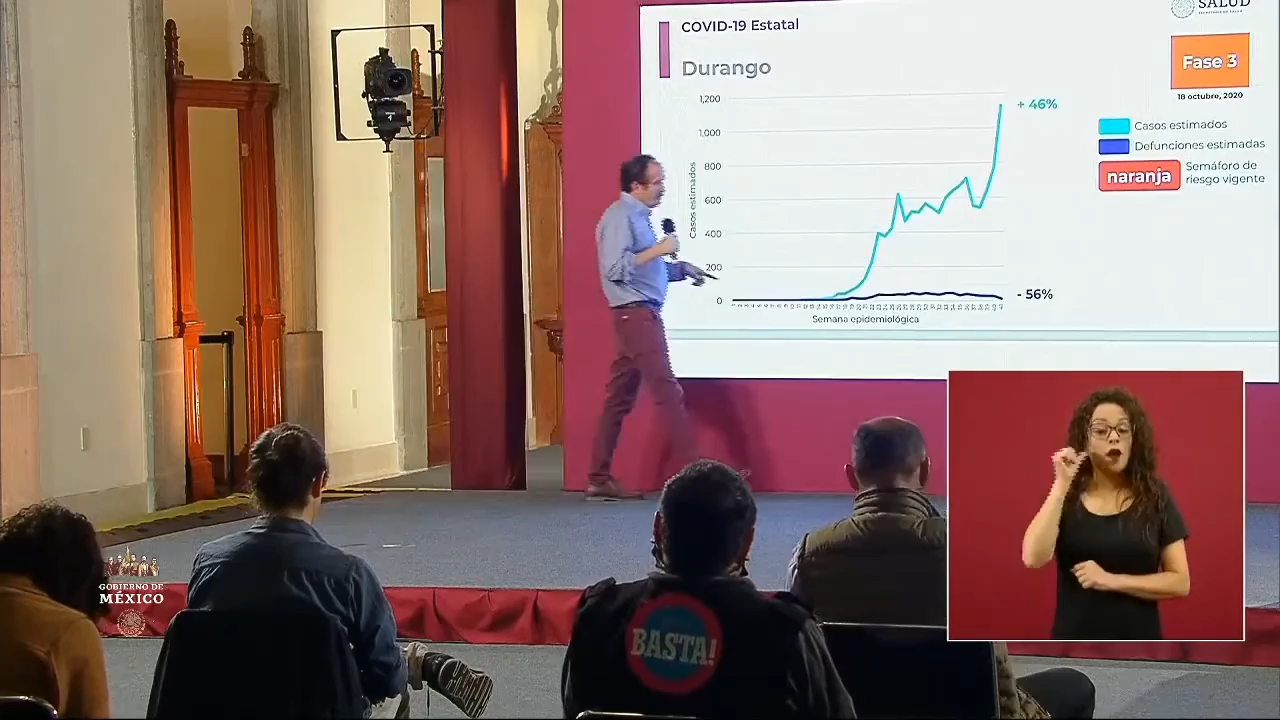 SALUD
COVID-19 Estatal
Durango
Fase 3
18 octubre, 2020
1,200
1,000
800
600
400
200
0
Casos estimados
Semana epidemiológica
+ 46%
- 56%
Casos estimados
Defunciones estimadas
naranja
Semáforo de
riesgo vigente
GOBIERNO DE
MÉXICO
BASTA!